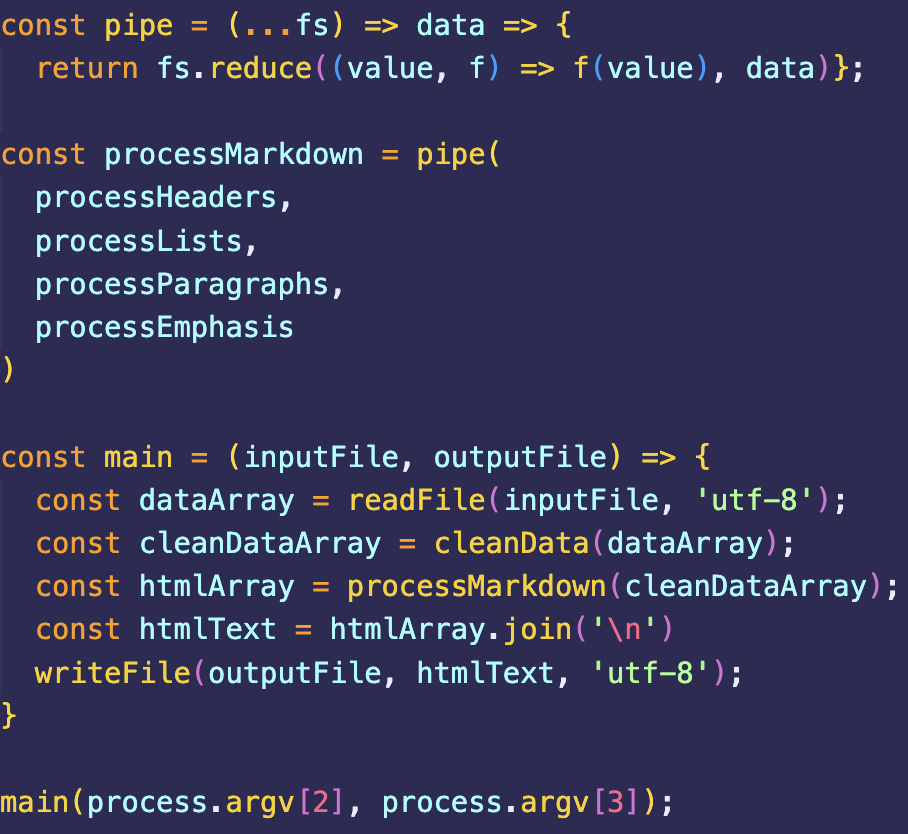 const pipe = (...fs) => data => {
  return fs.reduce((value, f) => f(value), data)};

const processMarkdown = pipe(
  processHeaders,
  processLists,
  processParagraphs,
  processEmphasis
)

const main = (inputFile, outputFile) => {
  const dataArray = readFile(inputFile, 'utf-8');
  const cleanDataArray = cleanData(dataArray);
  const htmlArray = processMarkdown(cleanDataArray);
  const htmlText = htmlArray.join('\n')
  writeFile(outputFile, htmlText, 'utf-8');
}

main(process.argv[2], process.argv[3]);